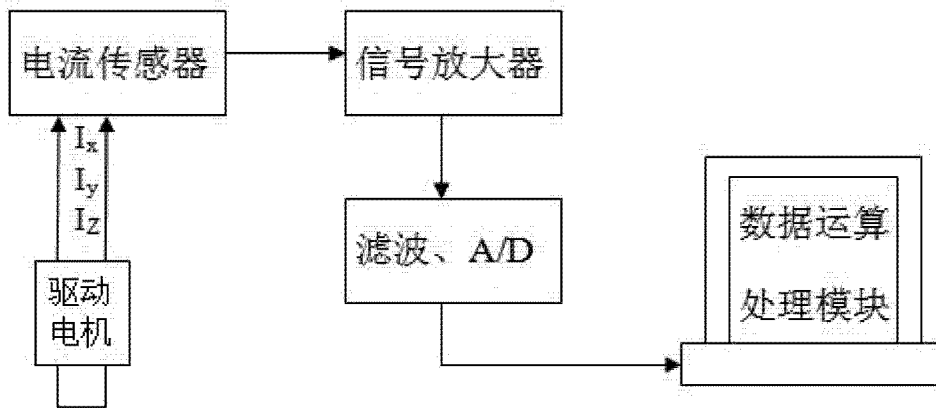 电流传感器
信号放大器
Ix
Iy
IZ
滤波、A/D
数据运算
处理模块
驱动
电机